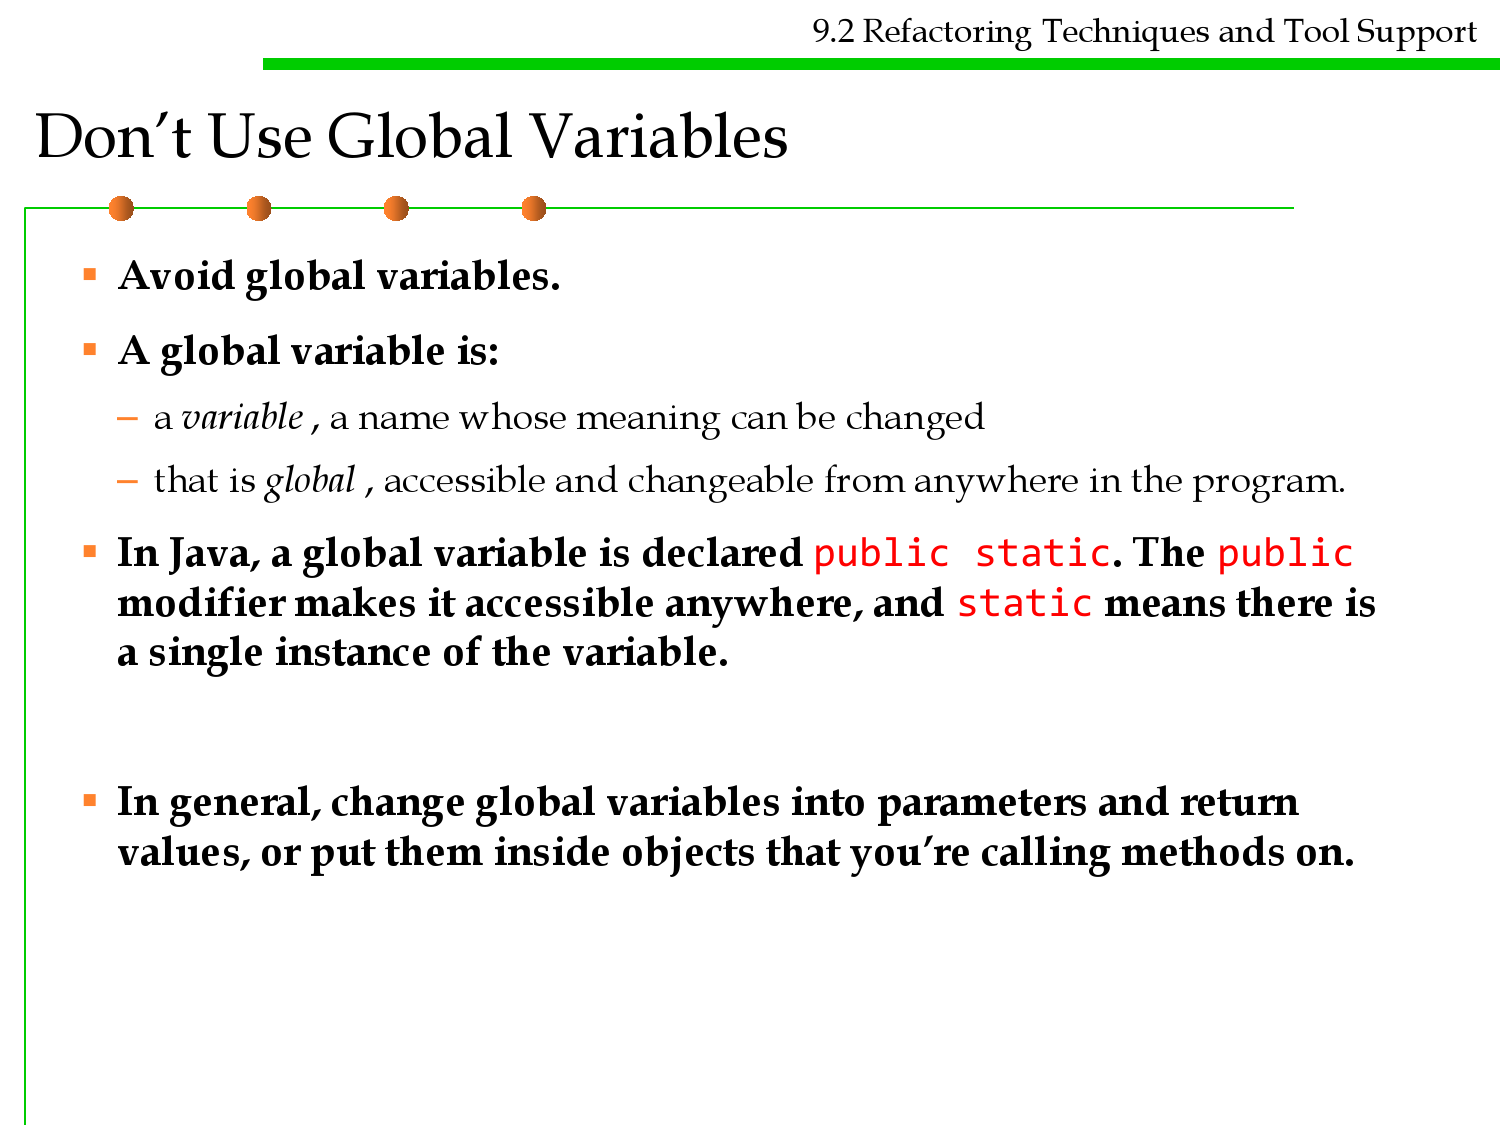 9.2 Refactoring Techniques and Tool Support
Don’t Use Global Variables
▪ Avoid global variables.
▪ A global variable is:
– a variable , a name whose meaning can be changed
– that is global , accessible and changeable from anywhere in the program.
▪ In Java, a global variable is declared public static. The public
modifier makes it accessible anywhere, and static means there is
a single instance of the variable.
▪ In general, change global variables into parameters and return
values, or put them inside objects that you’re calling methods on.